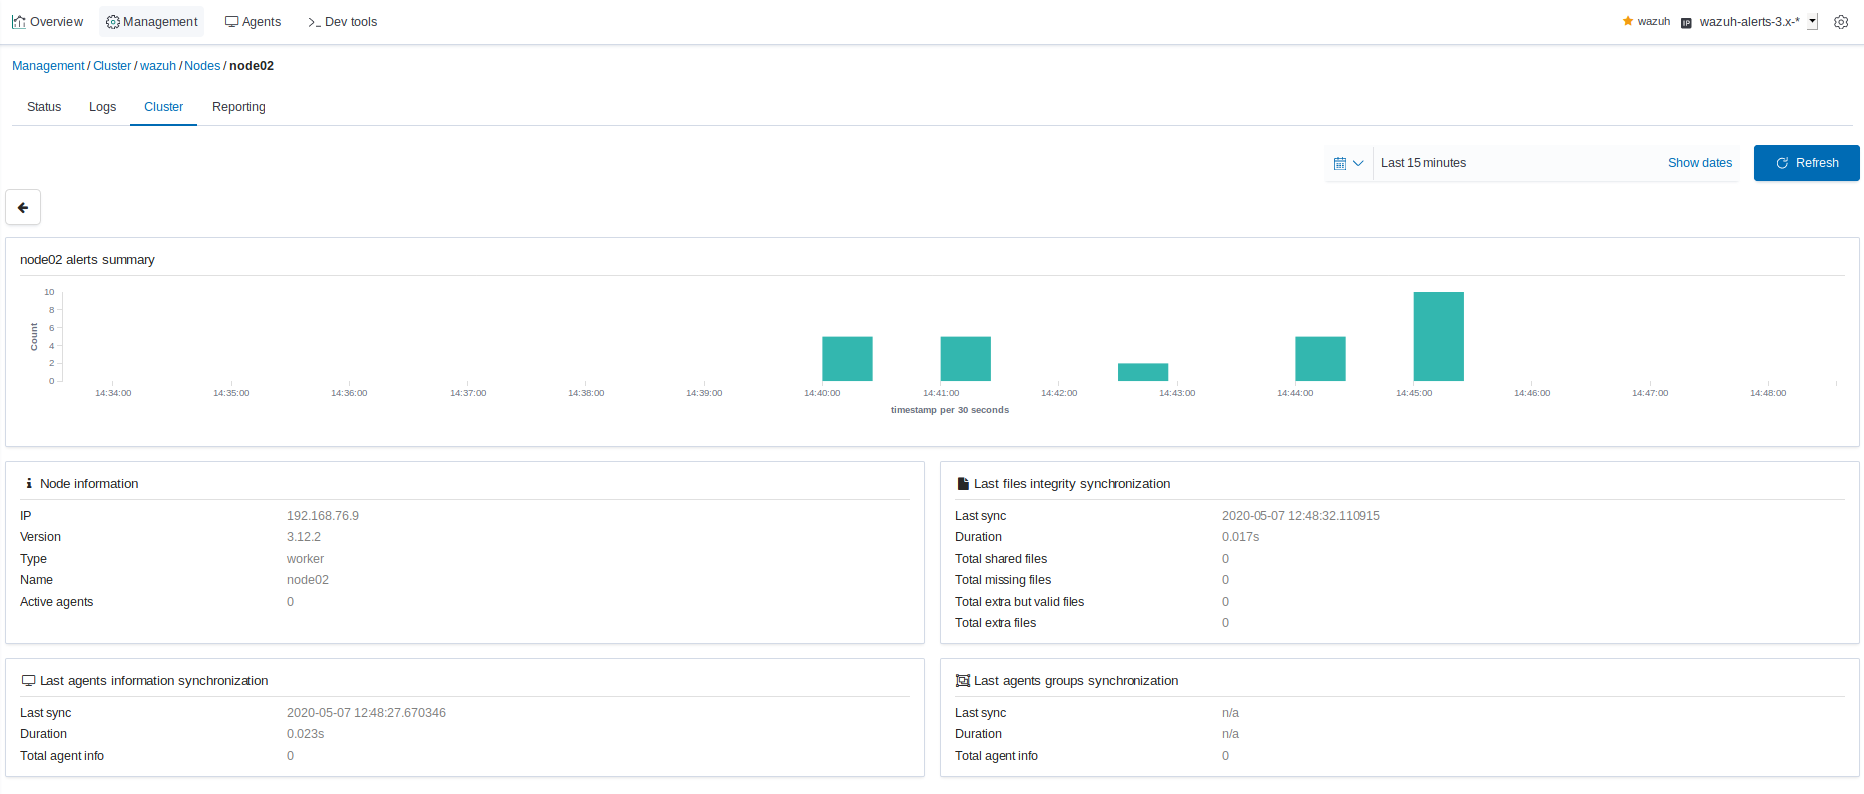 Overview Management Agents >_ Dev tools wazuh IP wazuh-alerts-3.x-*
Management / Cluster / wazuh / Nodes / node02
Status Logs Cluster Reporting
Last 15 minutes Show dates Refresh
node02 alerts summary
10
8
6
4
2
0
Count
14:34:00 14:35:00 14:36:00 14:37:00 14:38:00 14:39:00 14:40:00 14:41:00 14:42:00 14:43:00 14:44:00 14:45:00 14:46:00 14:47:00 14:48:00
timestamp per 30 seconds
Node information
IP 192.168.76.9
Version 3.12.2
Type worker
Name node02
Active agents 0
Last files integrity synchronization
Last sync 2020-05-07 12:48:32.110915
Duration 0.017s
Total shared files 0
Total missing files 0
Total extra but valid files 0
Total extra files 0
Last agents information synchronization
Last sync 2020-05-07 12:48:27.670346
Duration 0.023s
Total agent info 0
Last agents groups synchronization
Last sync n/a
Duration n/a
Total agent info 0